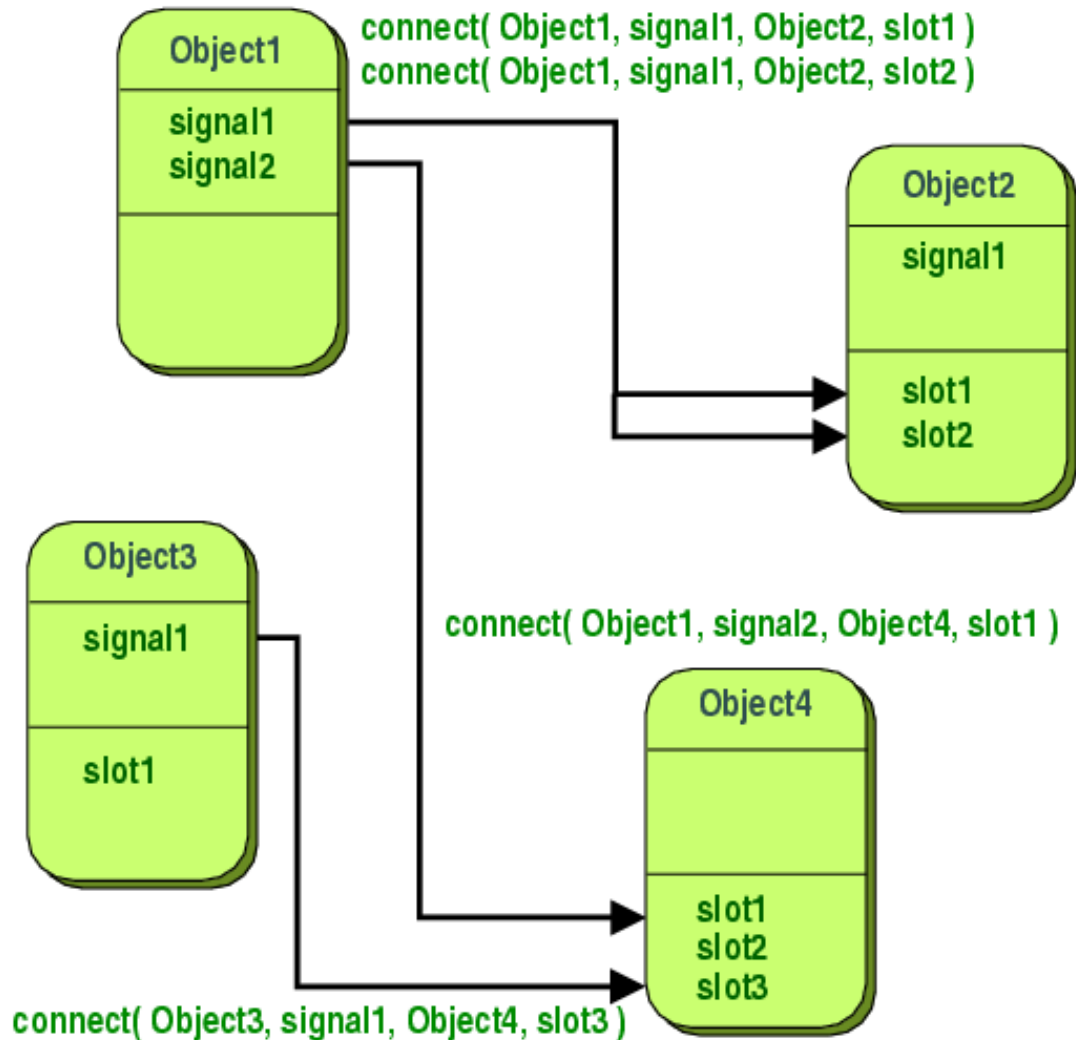 Object1
signal1
signal2
connect( Object1, signal1, Object2, slot1 )
connect( Object1, signal1, Object2, slot2 )
Object2
signal1
slot1
slot2
Object3
signal1
slot1
connect( Object1, signal2, Object4, slot1 )
Object4
slot1
slot2
slot3
connect( Object3, signal1, Object4, slot3 )